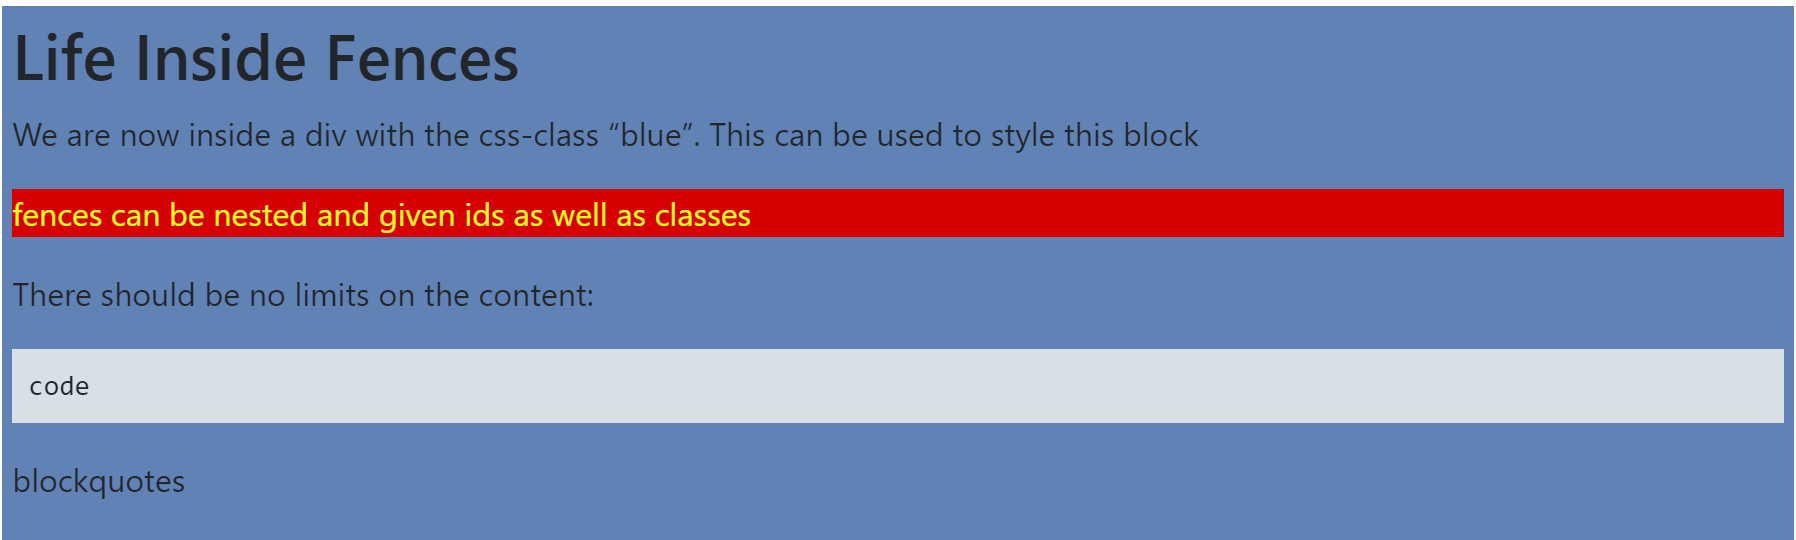 Life Inside Fences
We are now inside a div with the css-class “blue”. This can be used to style this block
fences can be nested and given ids as well as classes
There should be no limits on the content:
code
blockquotes